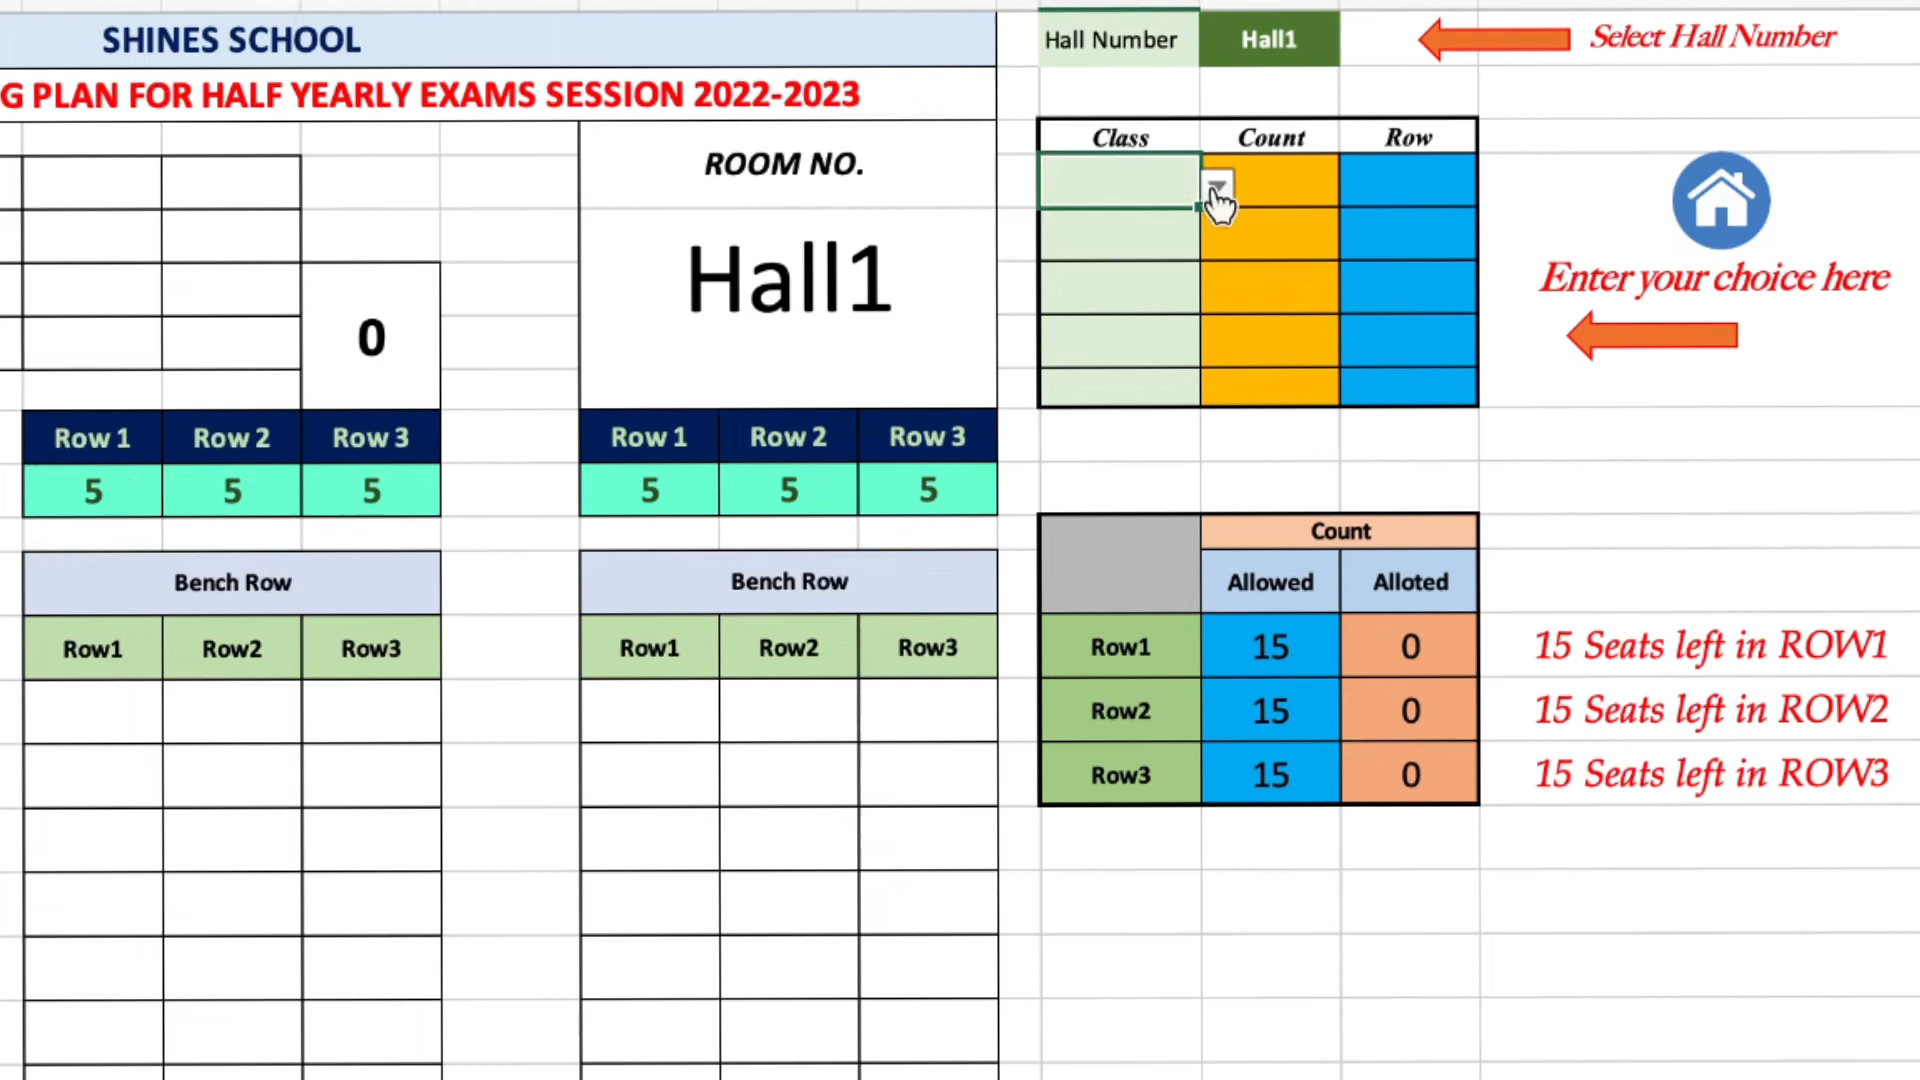 SHINES SCHOOL
G PLAN FOR HALF YEARLY EXAMS SESSION 2022-2023
ROOM NO.
Hall1
0
Row 1 Row 2 Row 3
5 5 5
Row 1 Row 2 Row 3
5 5 5
Bench Row
Row1 Row2 Row3
Bench Row
Row1 Row2 Row3
Hall Number Hall1
Select Hall Number
Class Count Row
Enter your choice here
Count
Allowed Alloted
Row1 15 0
15 Seats left in ROW1
Row2 15 0
15 Seats left in ROW2
Row3 15 0
15 Seats left in ROW3